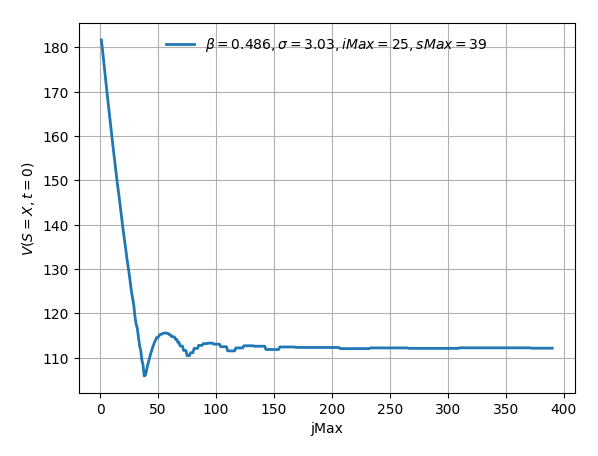 β = 0.486, σ = 3.03, iMax = 25, sMax = 39
V(S = X, t = 0)
180
170
160
150
140
130
120
110
0 50 100 150 200 250 300 350 400
jMax